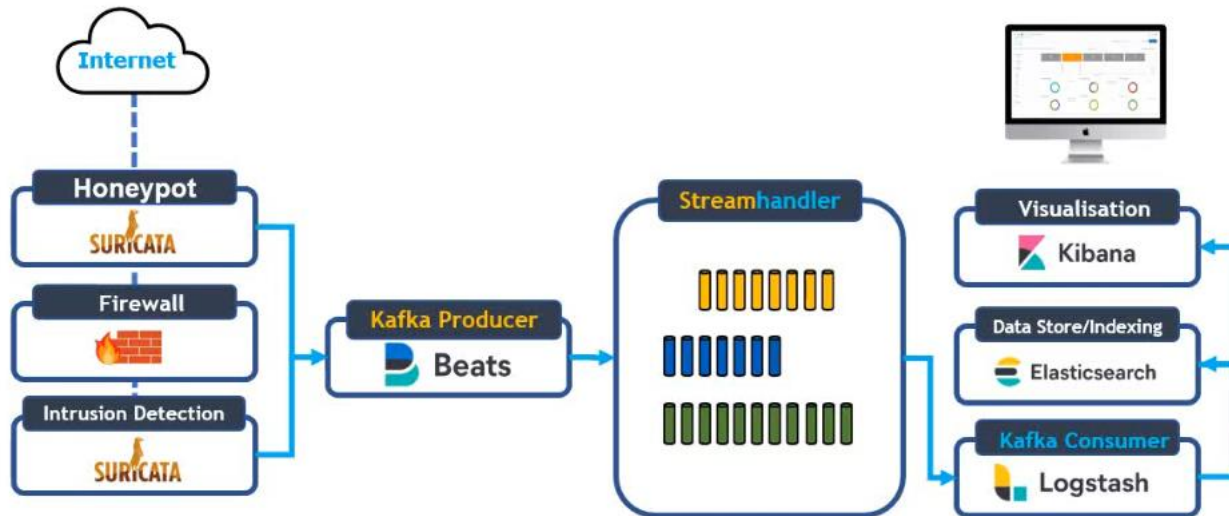 Internet
Honeypot
SURICATA
Firewall
Intrusion Detection
SURICATA
Kafka Producer
Beats
Streamhandler
Visualisation
Kibana
Data Store/Indexing
Elasticsearch
Kafka Consumer
Logstash